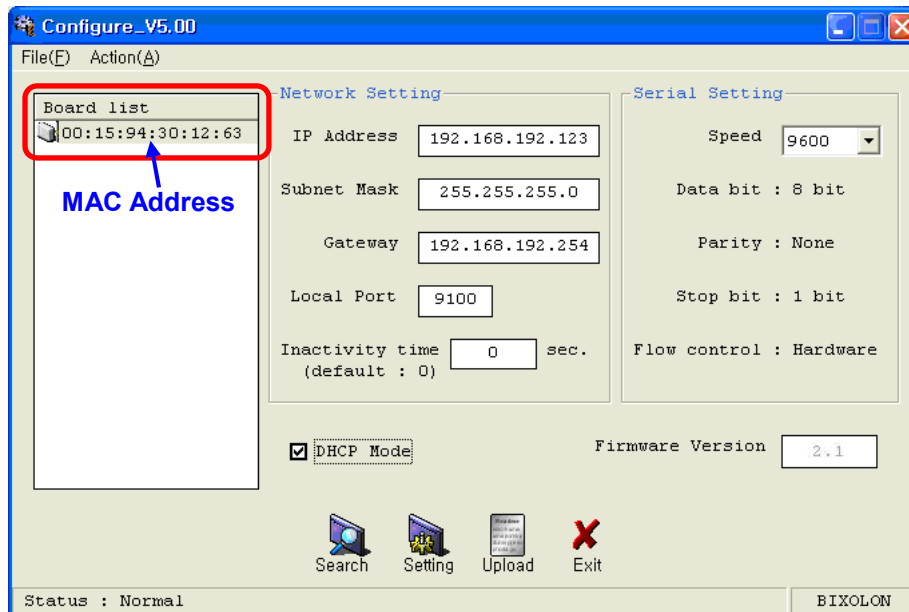 Configure_V5.00
File(F) Action(A)
Board list
00:15:94:30:12:63
MAC Address
Network Setting
IP Address 192.168.192.123
Subnet Mask 255.255.255.0
Gateway 192.168.192.254
Local Port 9100
Inactivity time 0 sec.
(default : 0)
Serial Setting
Speed 9600
Data bit : 8 bit
Parity : None
Stop bit : 1 bit
Flow control : Hardware
DHCP Mode
Firmware Version 2.1
Search Setting Upload Exit
Status : Normal BIXOLON